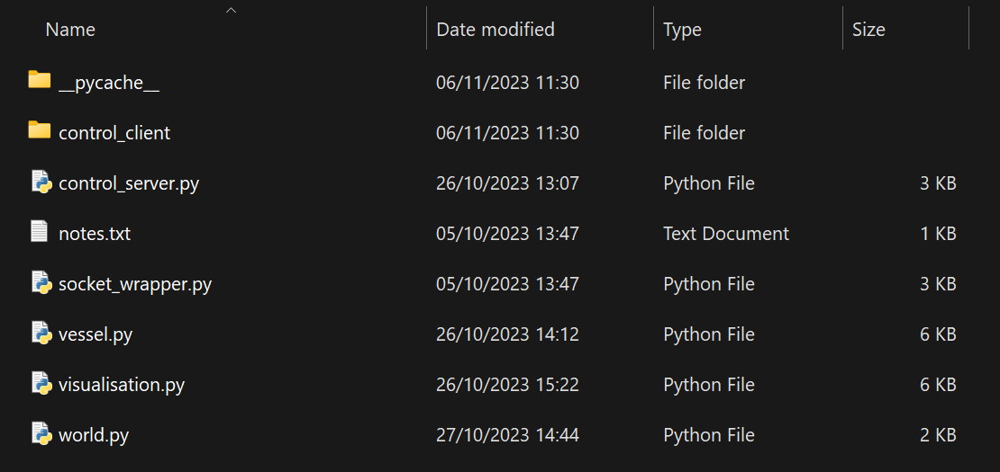 Name Date modified Type Size
__pycache__ 06/11/2023 11:30 File folder
control_client 06/11/2023 11:30 File folder
control_server.py 26/10/2023 13:07 Python File 3 KB
notes.txt 05/10/2023 13:47 Text Document 1 KB
socket_wrapper.py 05/10/2023 13:47 Python File 3 KB
vessel.py 26/10/2023 14:12 Python File 6 KB
visualisation.py 26/10/2023 15:22 Python File 6 KB
world.py 27/10/2023 14:44 Python File 2 KB